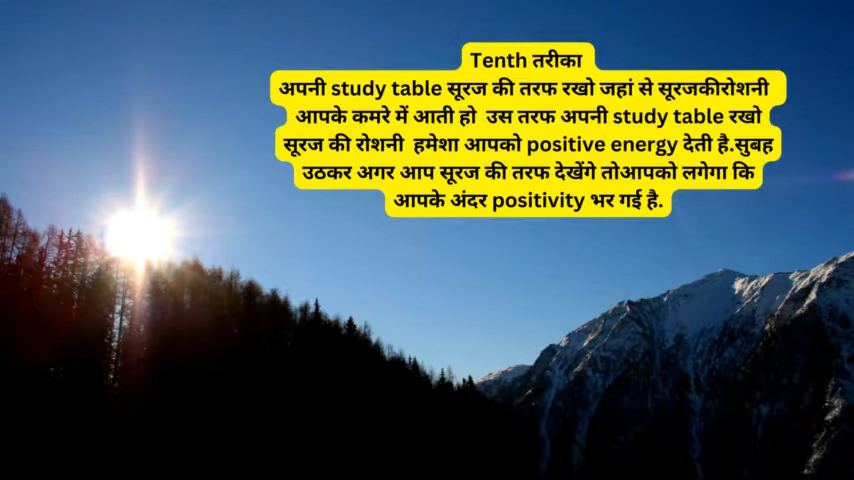 Tenth तरीका
अपनी study table सूरज की तरफ रखो जहां से सूरजकीरोशनी
आपके कमरे में आती हो उस तरफ अपनी study table रखो
सूरज की रोशनी हमेशा आपको positive energy देती है.सुबह
उठकर अगर आप सूरज की तरफ देखेंगे तोआपको लगेगा कि
आपके अंदर positivity भर गई है.